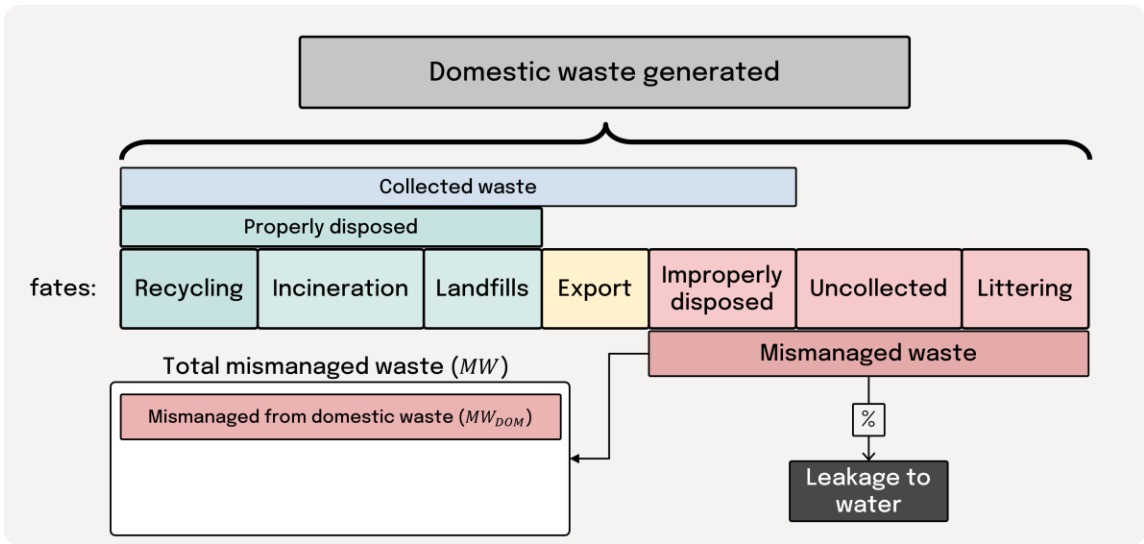 Domestic waste generated
Collected waste
Properly disposed
fates:
Recycling
Incineration
Landfills
Export
Improperly
disposed
Uncollected
Littering
Mismanaged waste
Total mismanaged waste (MW)
Mismanaged from domestic waste (MW_DOM)
%
Leakage to
water